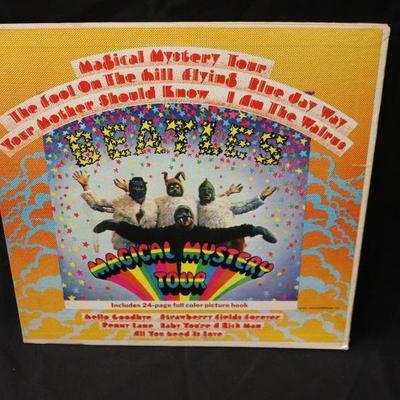 Magical Mystery Tour
The Fool On The Hill Flying Blue Jay Way
Your Mother Should Know I Am The Walrus
BEATLES
MAGICAL MYSTERY
TOUR
Includes 24-page full color picture book
Hello Goodbye Strawberry Fields Forever
Penny Lane Baby You're A Rich Man
All You Need Is Love